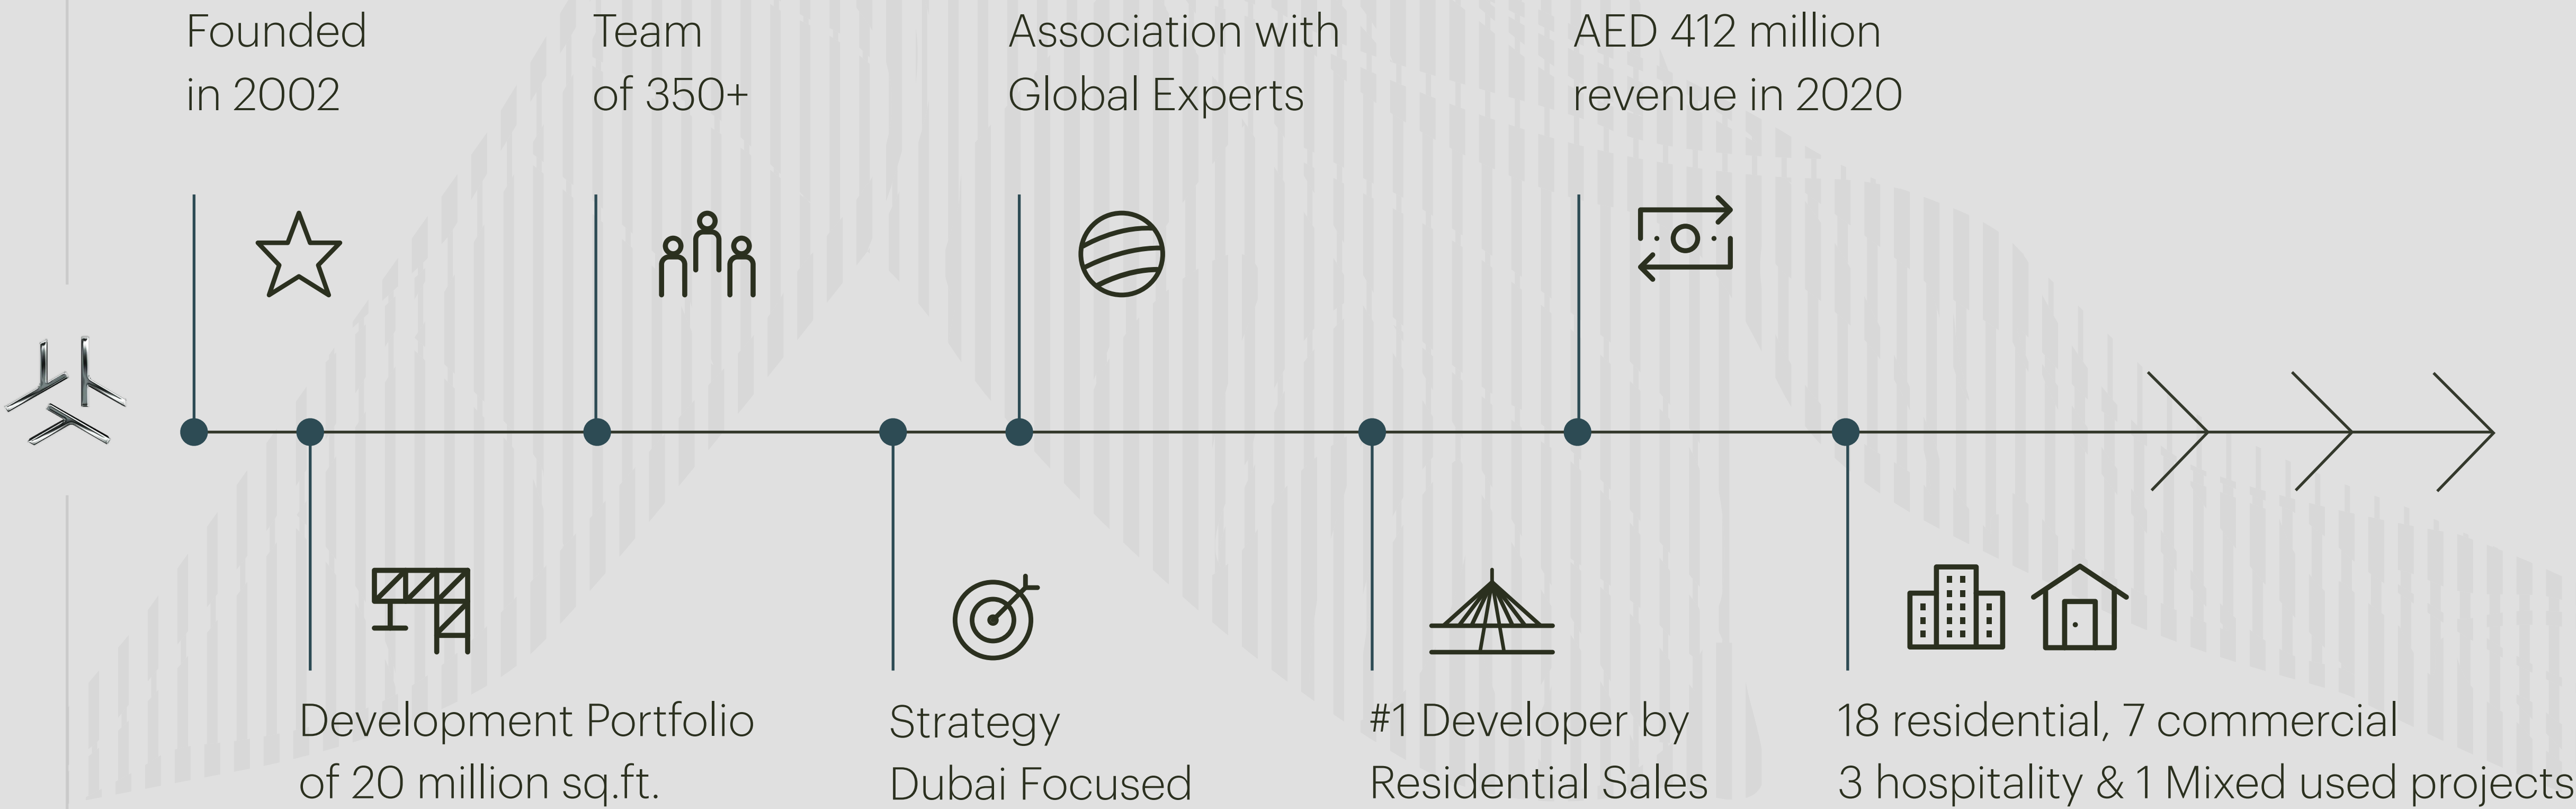 Founded
in 2002
Team
of 350+
Association with
Global Experts
AED 412 million
revenue in 2020
Development Portfolio
of 20 million sq.ft.
Strategy
Dubai Focused
#1 Developer by
Residential Sales
18 residential, 7 commercial
3 hospitality & 1 Mixed used projects